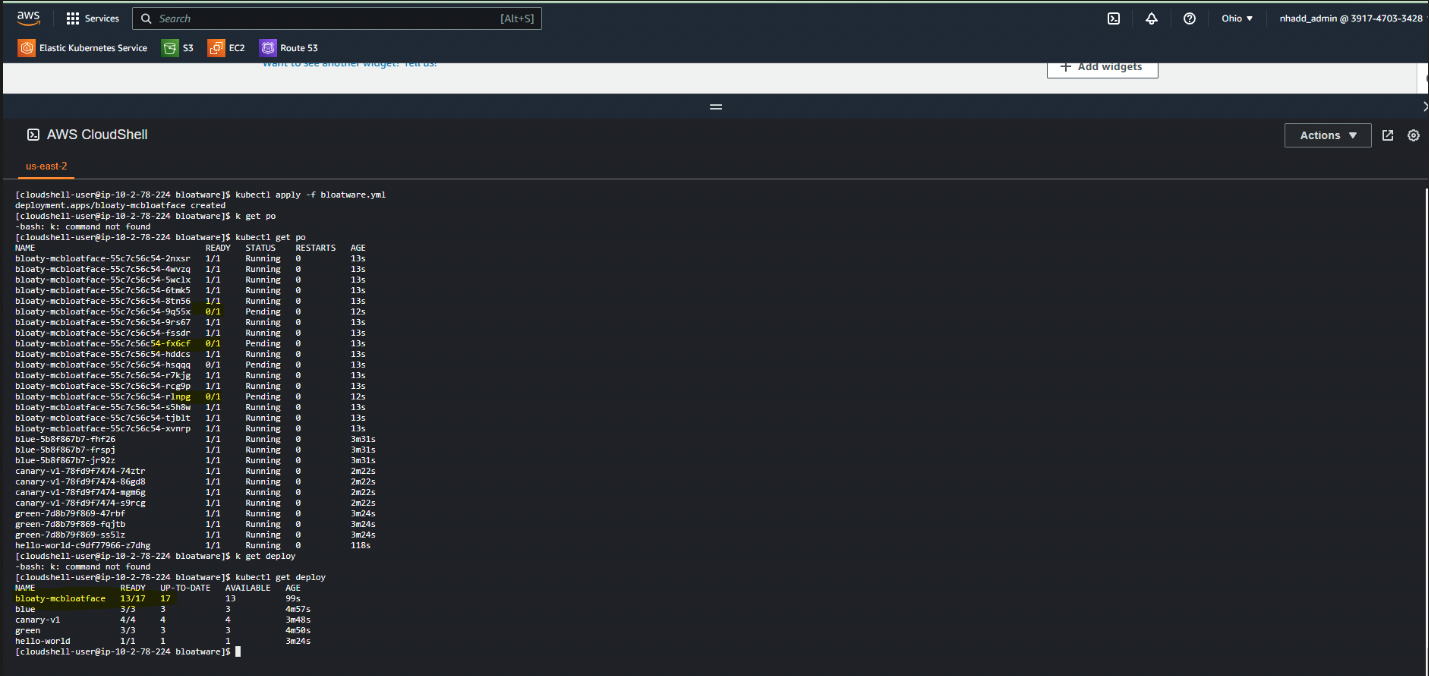 aws Services Search [Alt+S] Ohio ▼ nhadd_admin @ 3917-4703-3428
Elastic Kubernetes Service S3 EC2 Route 53
Want to see another widget? Tell us!
+ Add widgets
AWS CloudShell
Actions ▼
us-east-2
[cloudshell-user@ip-10-2-78-224 bloatware]$ kubectl apply -f bloatware.yml
deployment.apps/bloaty-mcbloatface created
[cloudshell-user@ip-10-2-78-224 bloatware]$ k get po
-bash: k: command not found
[cloudshell-user@ip-10-2-78-224 bloatware]$ kubectl get po
NAME READY STATUS RESTARTS AGE
bloaty-mcbloatface-55c7c56c54-2nxsr 1/1 Running 0 13s
bloaty-mcbloatface-55c7c56c54-4wvzq 1/1 Running 0 13s
bloaty-mcbloatface-55c7c56c54-5wclx 1/1 Running 0 13s
bloaty-mcbloatface-55c7c56c54-6tmk5 1/1 Running 0 13s
bloaty-mcbloatface-55c7c56c54-8tn56 1/1 Running 0 13s
bloaty-mcbloatface-55c7c56c54-9q55x 0/1 Pending 0 12s
bloaty-mcbloatface-55c7c56c54-9rs67 1/1 Running 0 13s
bloaty-mcbloatface-55c7c56c54-fssdr 1/1 Running 0 13s
bloaty-mcbloatface-55c7c56c54-fx6cf 0/1 Pending 0 13s
bloaty-mcbloatface-55c7c56c54-hddcs 1/1 Running 0 13s
bloaty-mcbloatface-55c7c56c54-hsqqq 0/1 Pending 0 13s
bloaty-mcbloatface-55c7c56c54-r7kjg 1/1 Running 0 13s
bloaty-mcbloatface-55c7c56c54-rcg9p 1/1 Running 0 13s
bloaty-mcbloatface-55c7c56c54-rlnpg 0/1 Pending 0 12s
bloaty-mcbloatface-55c7c56c54-s5h8w 1/1 Running 0 13s
bloaty-mcbloatface-55c7c56c54-tjblt 1/1 Running 0 13s
bloaty-mcbloatface-55c7c56c54-xvnrp 1/1 Running 0 13s
blue-5b8f867b7-fhf26 1/1 Running 0 3m31s
blue-5b8f867b7-frspj 1/1 Running 0 3m31s
blue-5b8f867b7-jr92z 1/1 Running 0 3m31s
canary-v1-78fd9f7474-74ztr 1/1 Running 0 2m22s
canary-v1-78fd9f7474-86gd8 1/1 Running 0 2m22s
canary-v1-78fd9f7474-mgm6g 1/1 Running 0 2m22s
canary-v1-78fd9f7474-s9rcg 1/1 Running 0 2m22s
green-7d8b79f869-47rbf 1/1 Running 0 3m24s
green-7d8b79f869-fqjtb 1/1 Running 0 3m24s
green-7d8b79f869-ss5lz 1/1 Running 0 3m24s
hello-world-c9df77966-z7dhg 1/1 Running 0 118s
[cloudshell-user@ip-10-2-78-224 bloatware]$ k get deploy
-bash: k: command not found
[cloudshell-user@ip-10-2-78-224 bloatware]$ kubectl get deploy
NAME READY UP-TO-DATE AVAILABLE AGE
bloaty-mcbloatface 13/17 17 13 99s
blue 3/3 3 3 4m57s
canary-v1 4/4 4 4 3m48s
green 3/3 3 3 4m50s
hello-world 1/1 1 1 3m24s
[cloudshell-user@ip-10-2-78-224 bloatware]$